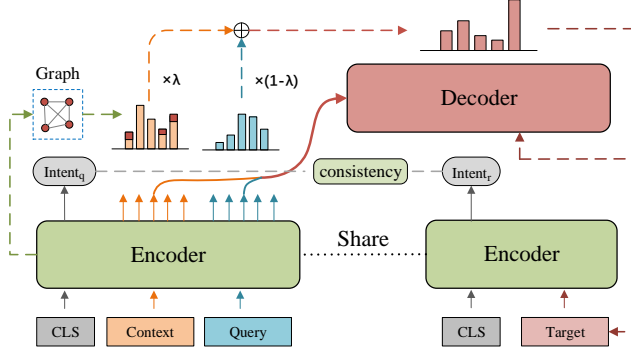 Graph
×λ
×(1-λ)
Decoder
Intent_q
consistency
Intent_r
Encoder
Share
Encoder
CLS
Context
Query
CLS
Target